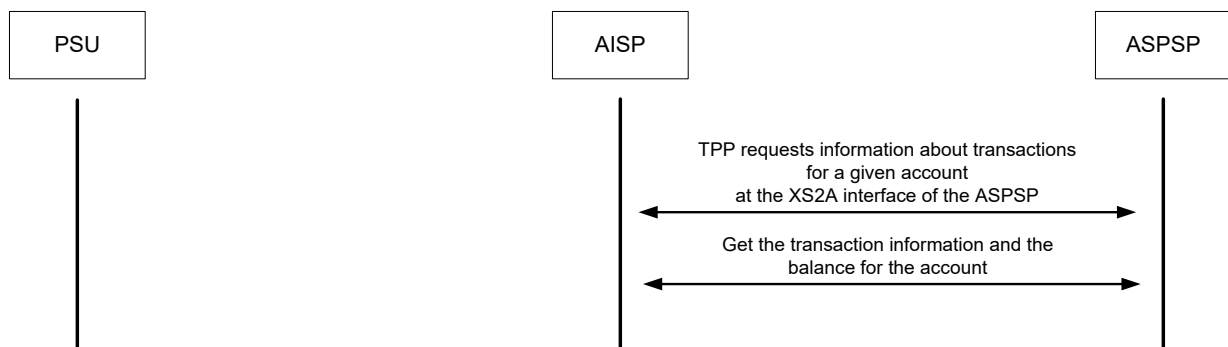 PSU
AISP
ASPSP
TPP requests information about transactions
for a given account
at the XS2A interface of the ASPSP
Get the transaction information and the
balance for the account